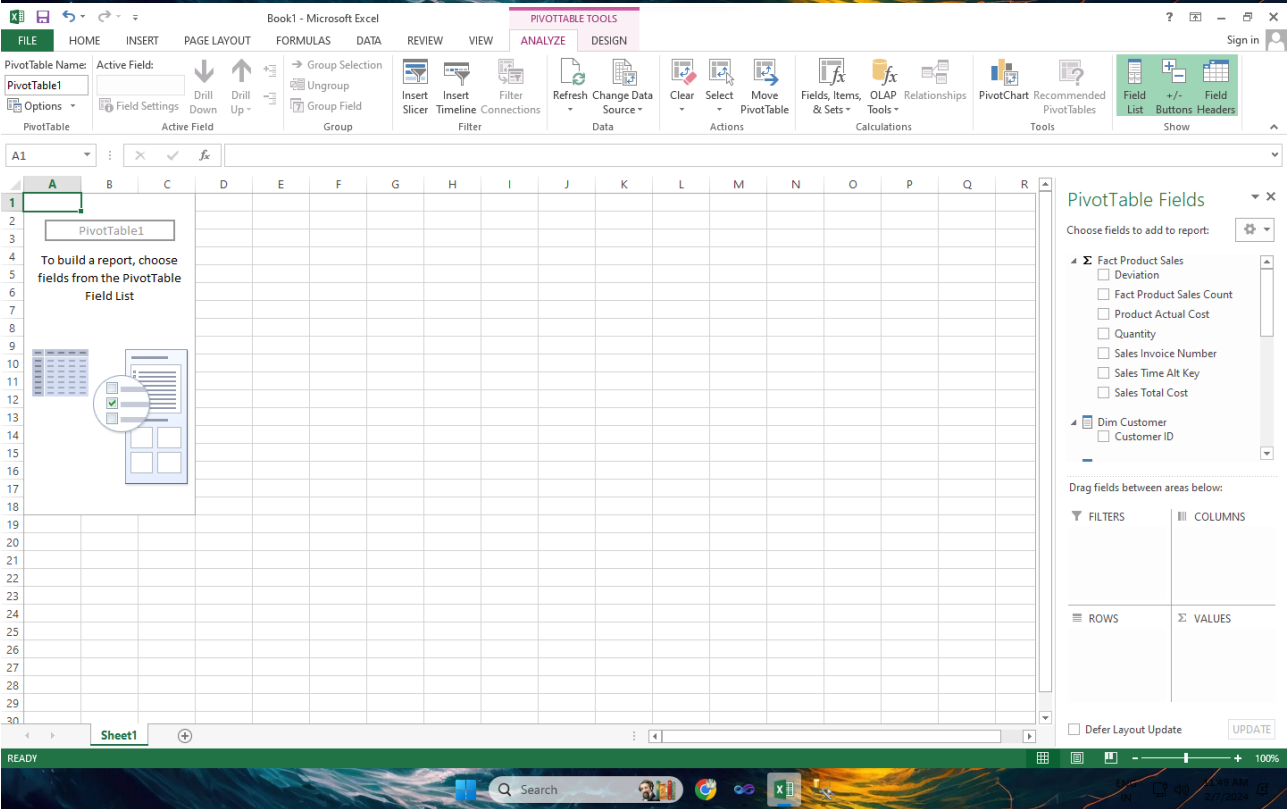 Book1 - Microsoft Excel
PIVOTTABLE TOOLS
?
FILE HOME INSERT PAGE LAYOUT FORMULAS DATA REVIEW VIEW ANALYZE DESIGN
Sign in
PivotTable Name:
PivotTable1
Options
PivotTable
Active Field:
Field Settings
Drill Down
Drill Up
Active Field
Group Selection
Ungroup
Group Field
Group
Insert Slicer
Insert Timeline
Filter Connections
Filter
Refresh
Change Data Source
Data
Clear
Select
Move PivotTable
Actions
Fields, Items, & Sets
OLAP Tools
Relationships
Calculations
PivotChart
Recommended PivotTables
Tools
Field List
+/- Buttons
Field Headers
Show
A1
fx
A B C D E F G H I J K L M N O P Q R
1
2
3
4
5
6
7
8
9
10
11
12
13
14
15
16
17
18
19
20
21
22
23
24
25
26
27
28
29
30
PivotTable1
To build a report, choose
fields from the PivotTable
Field List
PivotTable Fields
Choose fields to add to report:
Σ Fact Product Sales
Deviation
Fact Product Sales Count
Product Actual Cost
Quantity
Sales Invoice Number
Sales Time Alt Key
Sales Total Cost
Dim Customer
Customer ID
Drag fields between areas below:
FILTERS
COLUMNS
ROWS
Σ VALUES
Defer Layout Update
UPDATE
Sheet1
READY
100%
Search
ENG
IN